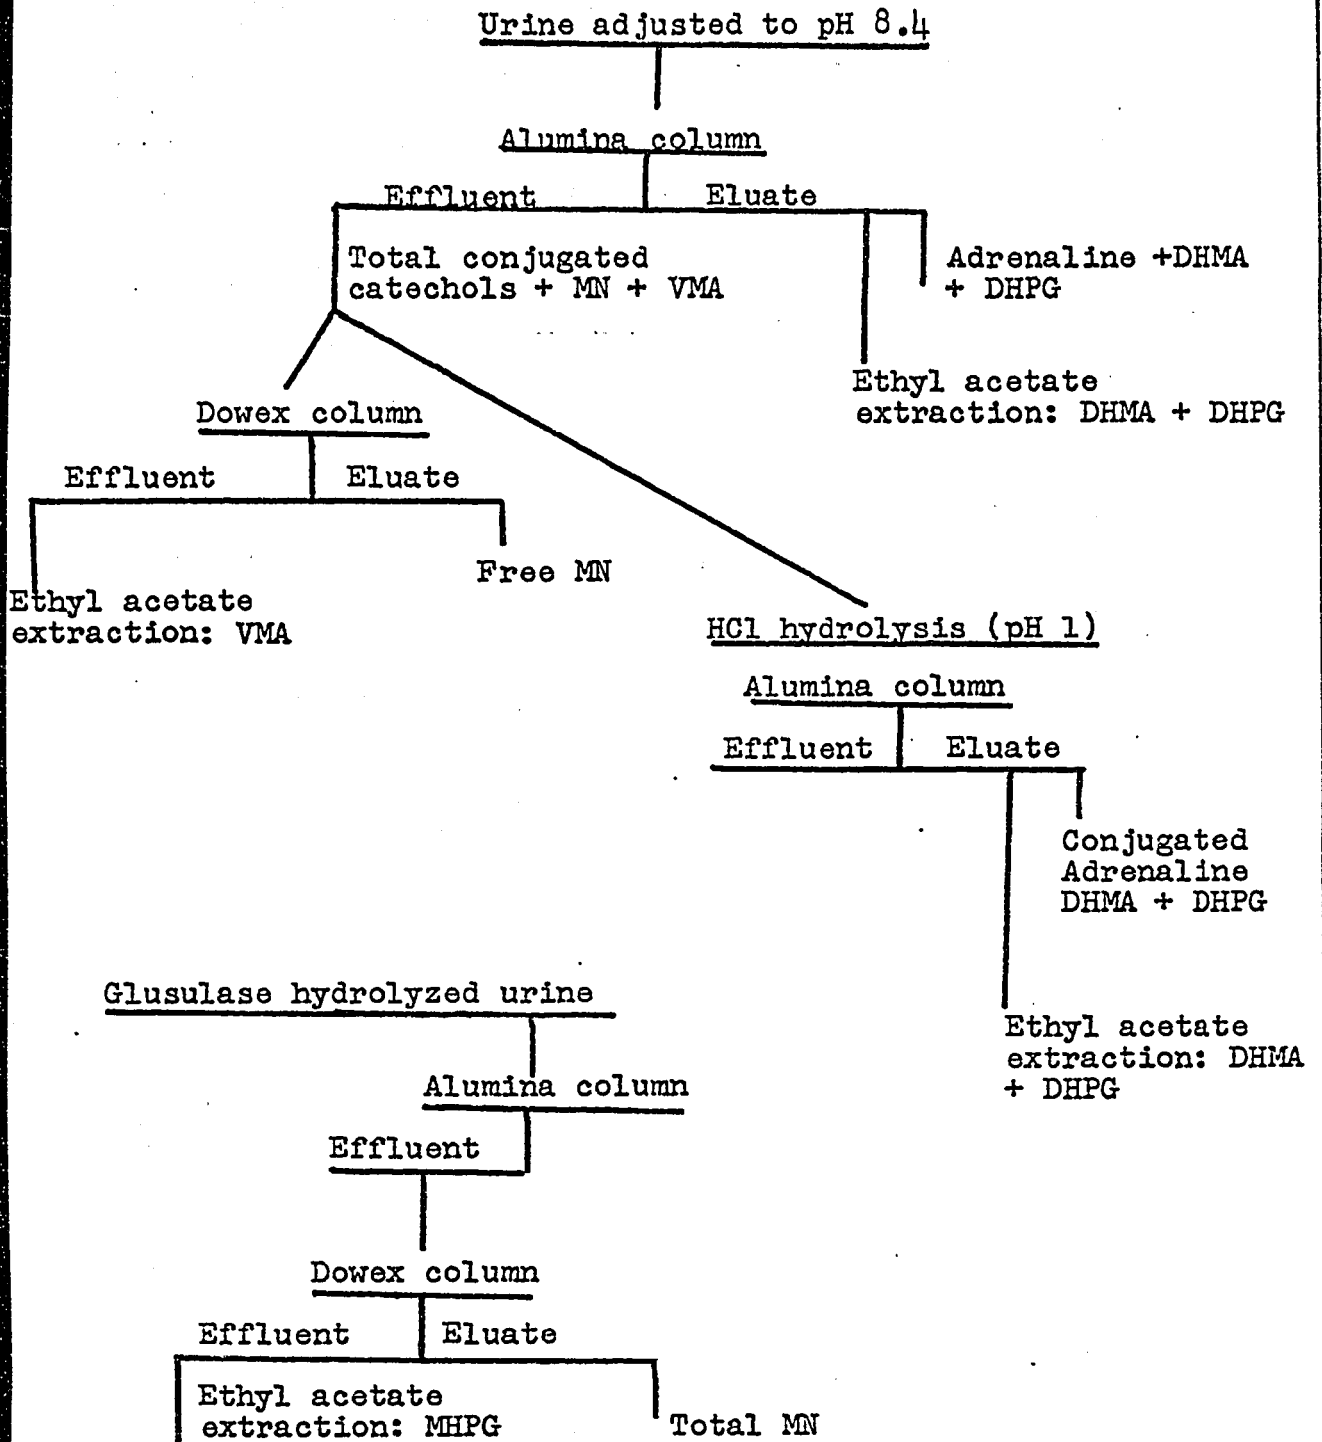 Urine adjusted to pH 8.4
Alumina column
Effluent
Eluate
Total conjugated
catechols + MN + VMA
Adrenaline +DHMA
+ DHPG
Ethyl acetate
extraction: DHMA + DHPG
Dowex column
Effluent
Eluate
Free MN
Ethyl acetate
extraction: VMA
HCl hydrolysis (pH 1)
Alumina column
Effluent
Eluate
Conjugated
Adrenaline
DHMA + DHPG
Ethyl acetate
extraction: DHMA
+ DHPG
Glusulase hydrolyzed urine
Alumina column
Effluent
Dowex column
Effluent
Eluate
Ethyl acetate
extraction: MHPG
Total MN